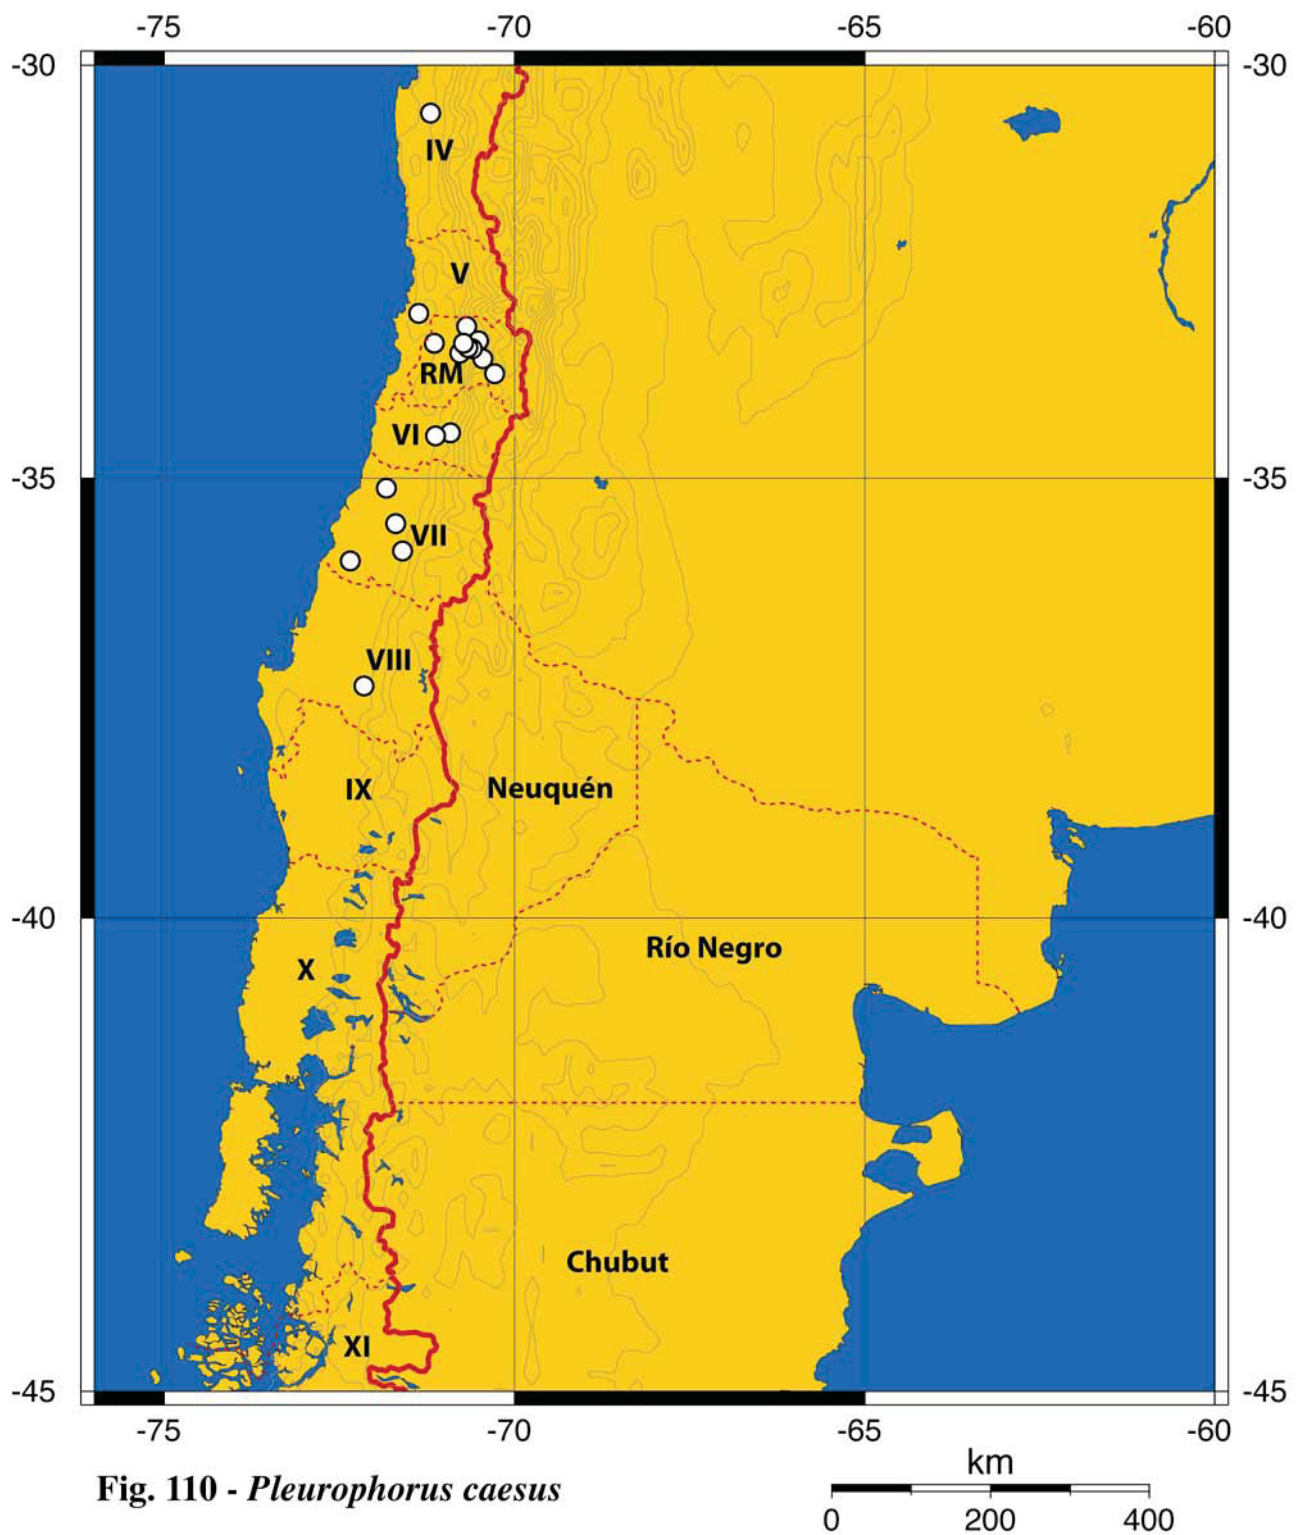 -75 -70 -65 -60
-30 -30
IV
V
RM
VI
-35 -35
VII
VIII
IX Neuquén
-40 -40
Río Negro
X
Chubut
XI
-45 -45
-75 -70 -65 -60
km
Fig. 110 - Pleurophorus caesus
0 200 400